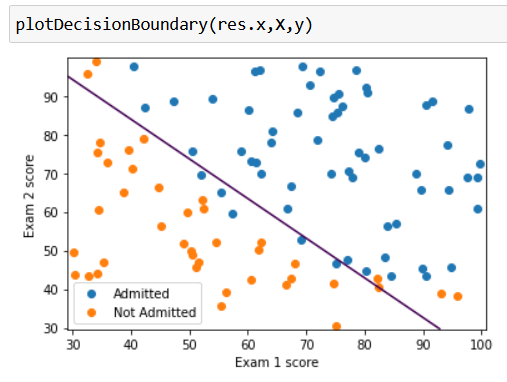 plotDecisionBoundary(res.x,X,y)
90
80
70
60
50
40
30
Exam 2 score
Admitted
Not Admitted
30 40 50 60 70 80 90 100
Exam 1 score